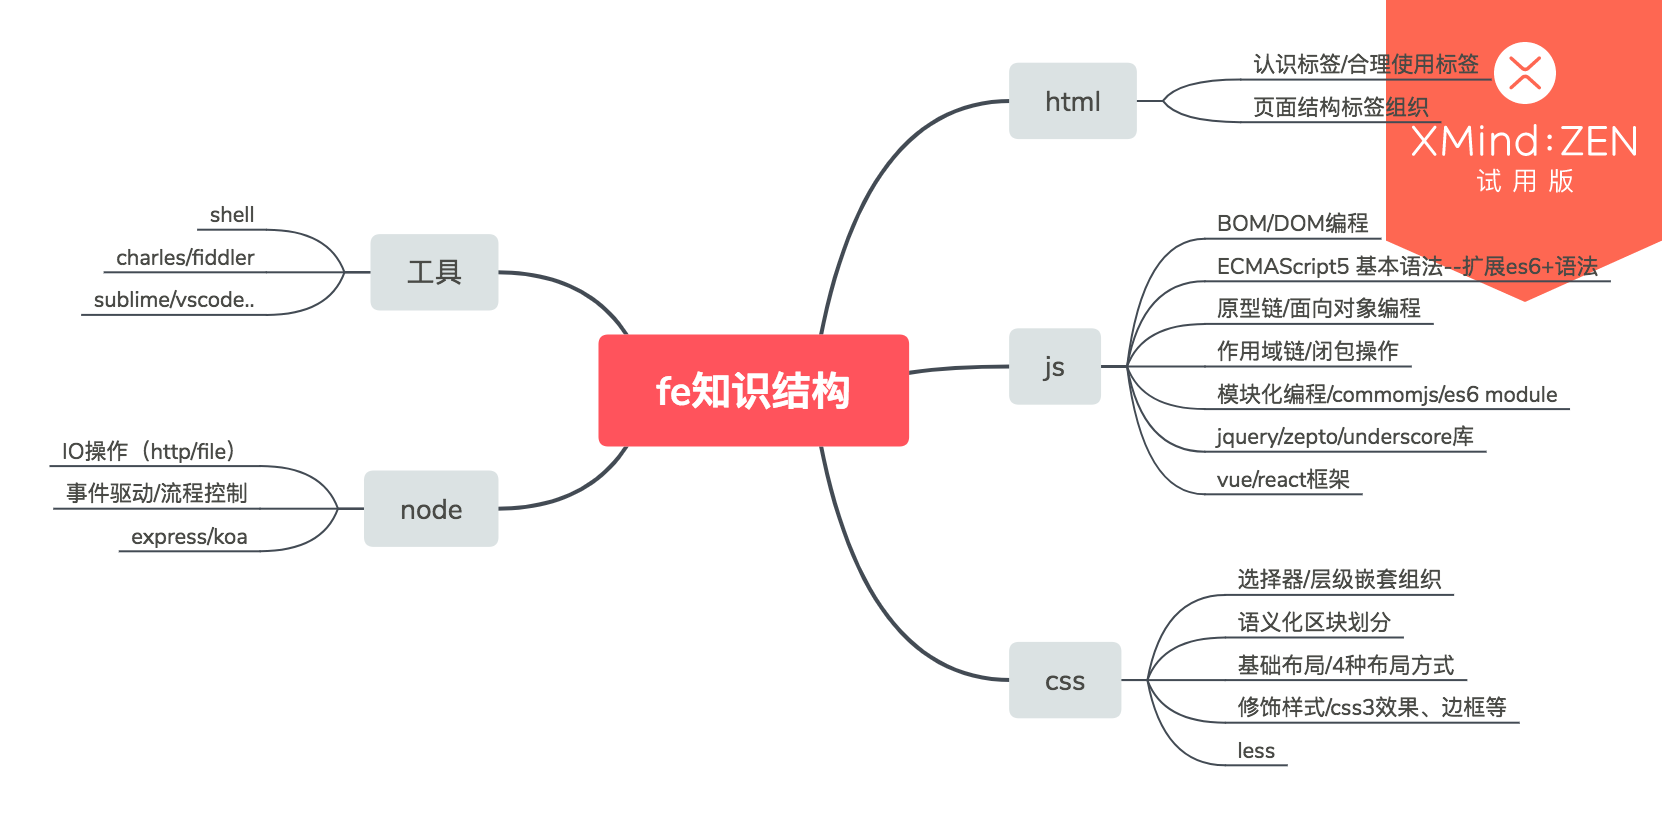 fe知识结构
html
认识标签/合理使用标签
页面结构标签组织
js
BOM/DOM编程
ECMAScript5 基本语法--扩展es6+语法
原型链/面向对象编程
作用域链/闭包操作
模块化编程/commomjs/es6 module
jquery/zepto/underscore库
vue/react框架
css
选择器/层级嵌套组织
语义化区块划分
基础布局/4种布局方式
修饰样式/css3效果、边框等
less
工具
shell
charles/fiddler
sublime/vscode..
node
IO操作（http/file）
事件驱动/流程控制
express/koa
XMind:ZEN
试用版